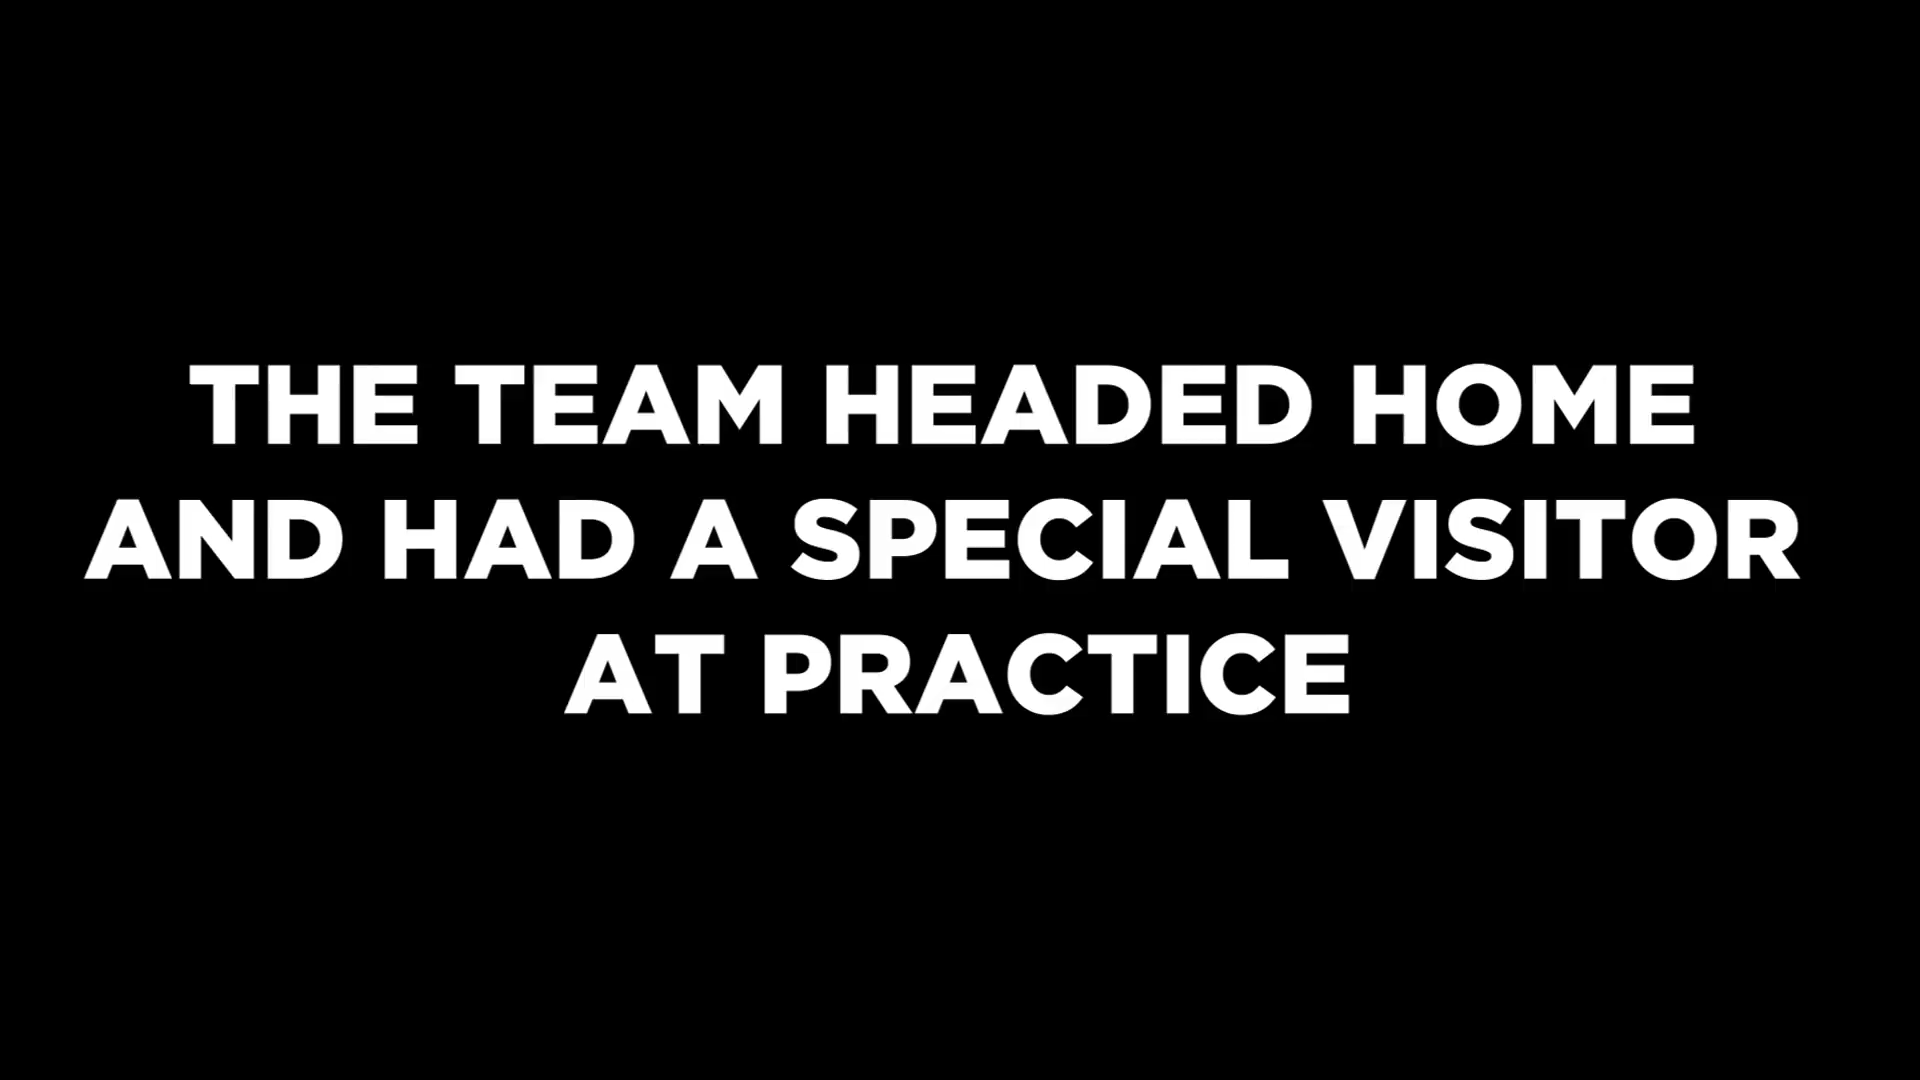 THE TEAM HEADED HOME
AND HAD A SPECIAL VISITOR
AT PRACTICE